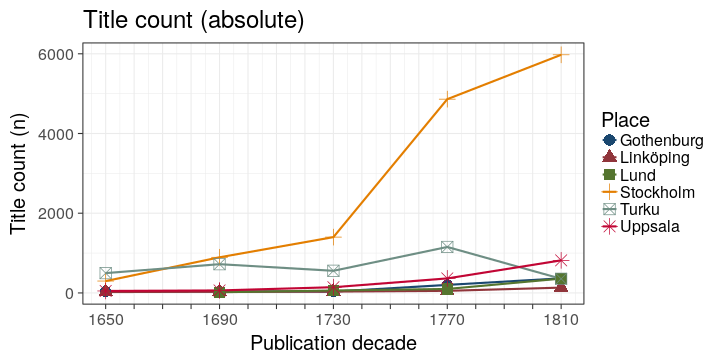 Title count (absolute)
Title count (n)
6000
4000
2000
0
1650 1690 1730 1770 1810
Publication decade
Place
Gothenburg
Linköping
Lund
Stockholm
Turku
Uppsala